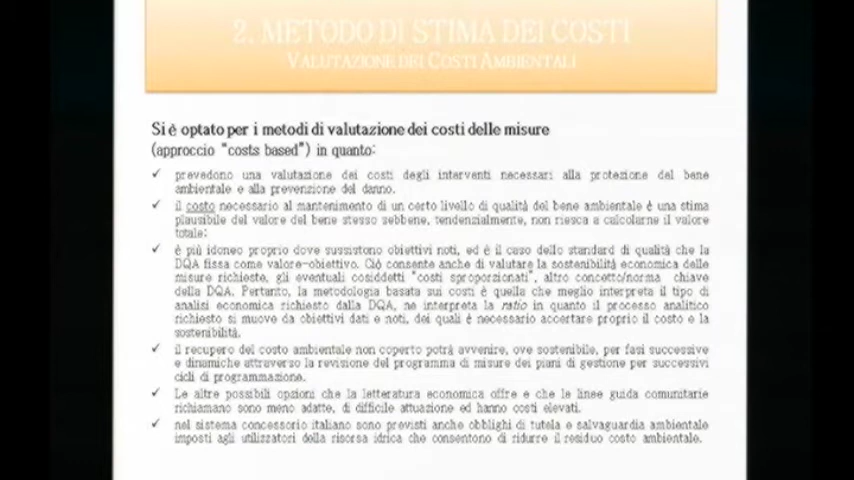 2. METODO DI STIMA DEI COSTI
VALUTAZIONE DEI COSTI AMBIENTALI
Si è optato per i metodi di valutazione dei costi delle misure
(approccio "costs based") in quanto:
✓ prevedono una valutazione dei costi degli interventi necessari alla protezione del bene
ambientale e alla prevenzione del danno.
✓ il costo necessario al mantenimento di un certo livello di qualità del bene ambientale è una stima
plausibile del valore del bene stesso sebbene, tendenzialmente, non riesca a calcolarne il valore
totale;
✓ è più idoneo proprio dove sussistono obiettivi noti, ed è il caso dello standard di qualità che la
DQA fissa come valore-obiettivo. Ciò consente anche di valutare la sostenibilità economica delle
misure richieste, gli eventuali cosiddetti "costi sproporzionati", altro concetto/norma chiave
della DQA. Pertanto, la metodologia basata sui costi è quella che meglio interpreta il tipo di
analisi economica richiesto dalla DQA, ne interpreta la ratio in quanto il processo analitico
richiesto si muove da obiettivi dati e noti, dei quali è necessario accertare proprio il costo e la
sostenibilità.
✓ il recupero del costo ambientale non coperto potrà avvenire, ove sostenibile, per fasi successive
e dinamiche attraverso la revisione del programma di misure dei piani di gestione per successivi
cicli di programmazione.
✓ Le altre possibili opzioni che la letteratura economica offre e che le linee guida comunitarie
richiamano sono meno adatte, di difficile attuazione ed hanno costi elevati.
✓ nel sistema concessorio italiano sono previsti anche obblighi di tutela e salvaguardia ambientale
imposti agli utilizzatori della risorsa idrica che consentono di ridurre il residuo costo ambientale.